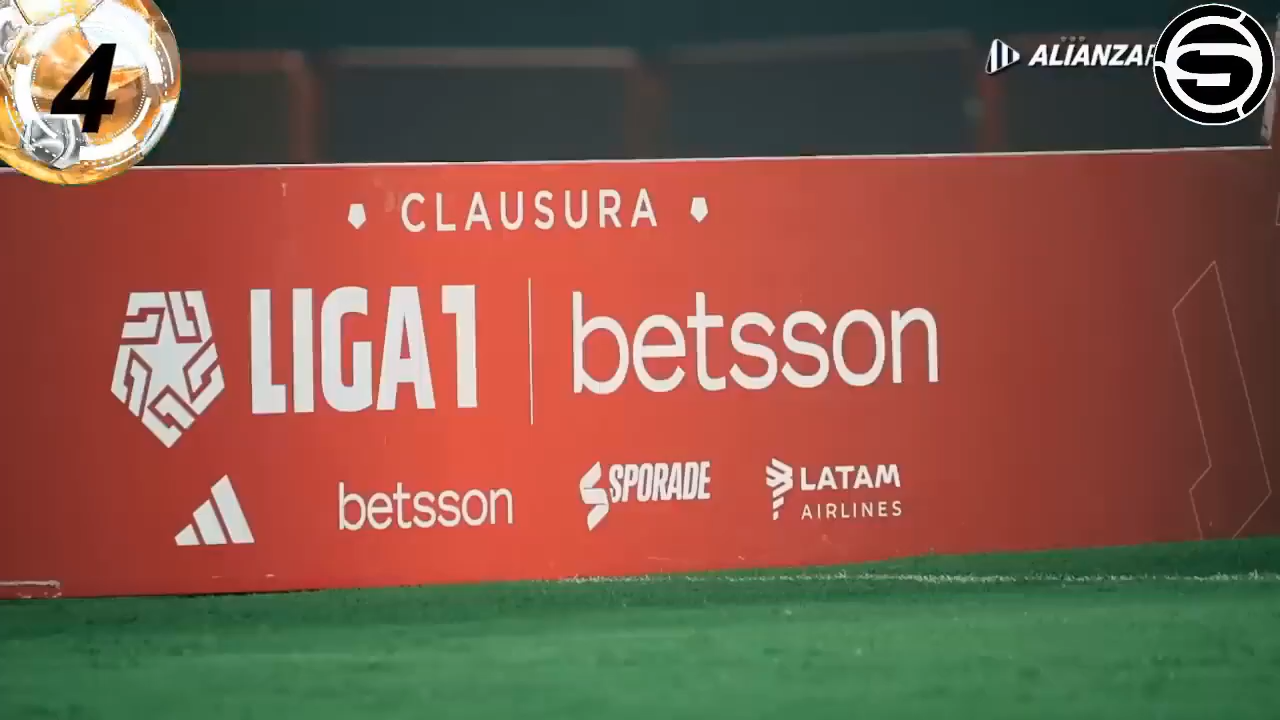 4
ALIANZA
CLAUSURA
LIGA1 betsson
betsson SPORADE LATAM
AIRLINES